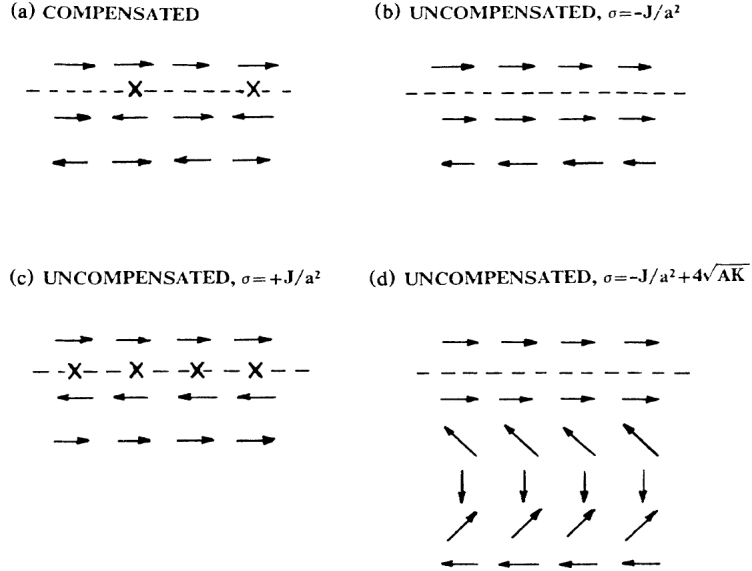 (a) COMPENSATED
(b) UNCOMPENSATED, σ=-J/a²
X X
(c) UNCOMPENSATED, σ=+J/a²
(d) UNCOMPENSATED, σ=-J/a²+4√AK
X X X X